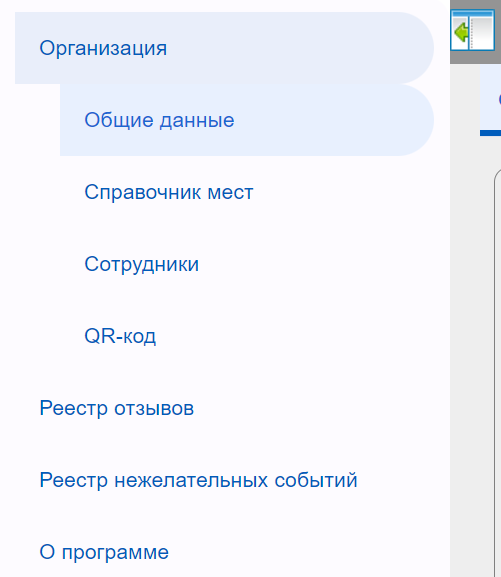 Организация
Общие данные
Справочник мест
Сотрудники
QR-код
Реестр отзывов
Реестр нежелательных событий
О программе